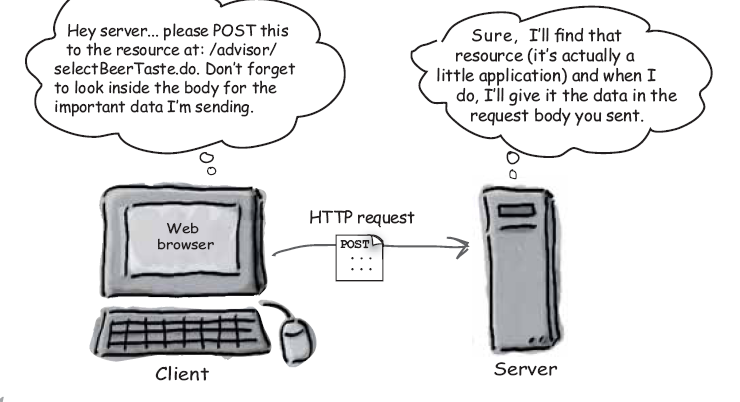 Hey server... please POST this
to the resource at: /advisor/
selectBeerTaste.do. Don't forget
to look inside the body for the
important data I'm sending.
Sure, I'll find that
resource (it's actually a
little application) and when I
do, I'll give it the data in the
request body you sent.
Web
browser
HTTP request
POST
...
...
Client
Server